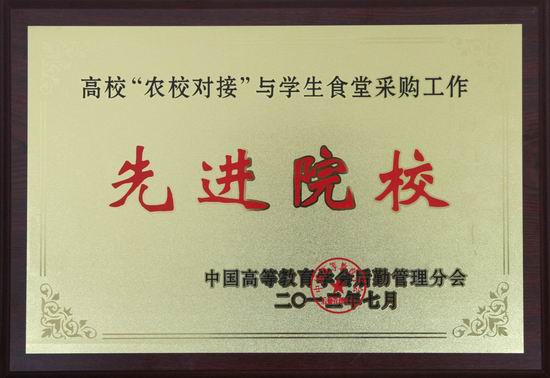 高校“农校对接”与学生食堂采购工作
先进院校
中国高等教育学会后勤管理分会
二〇一二年七月